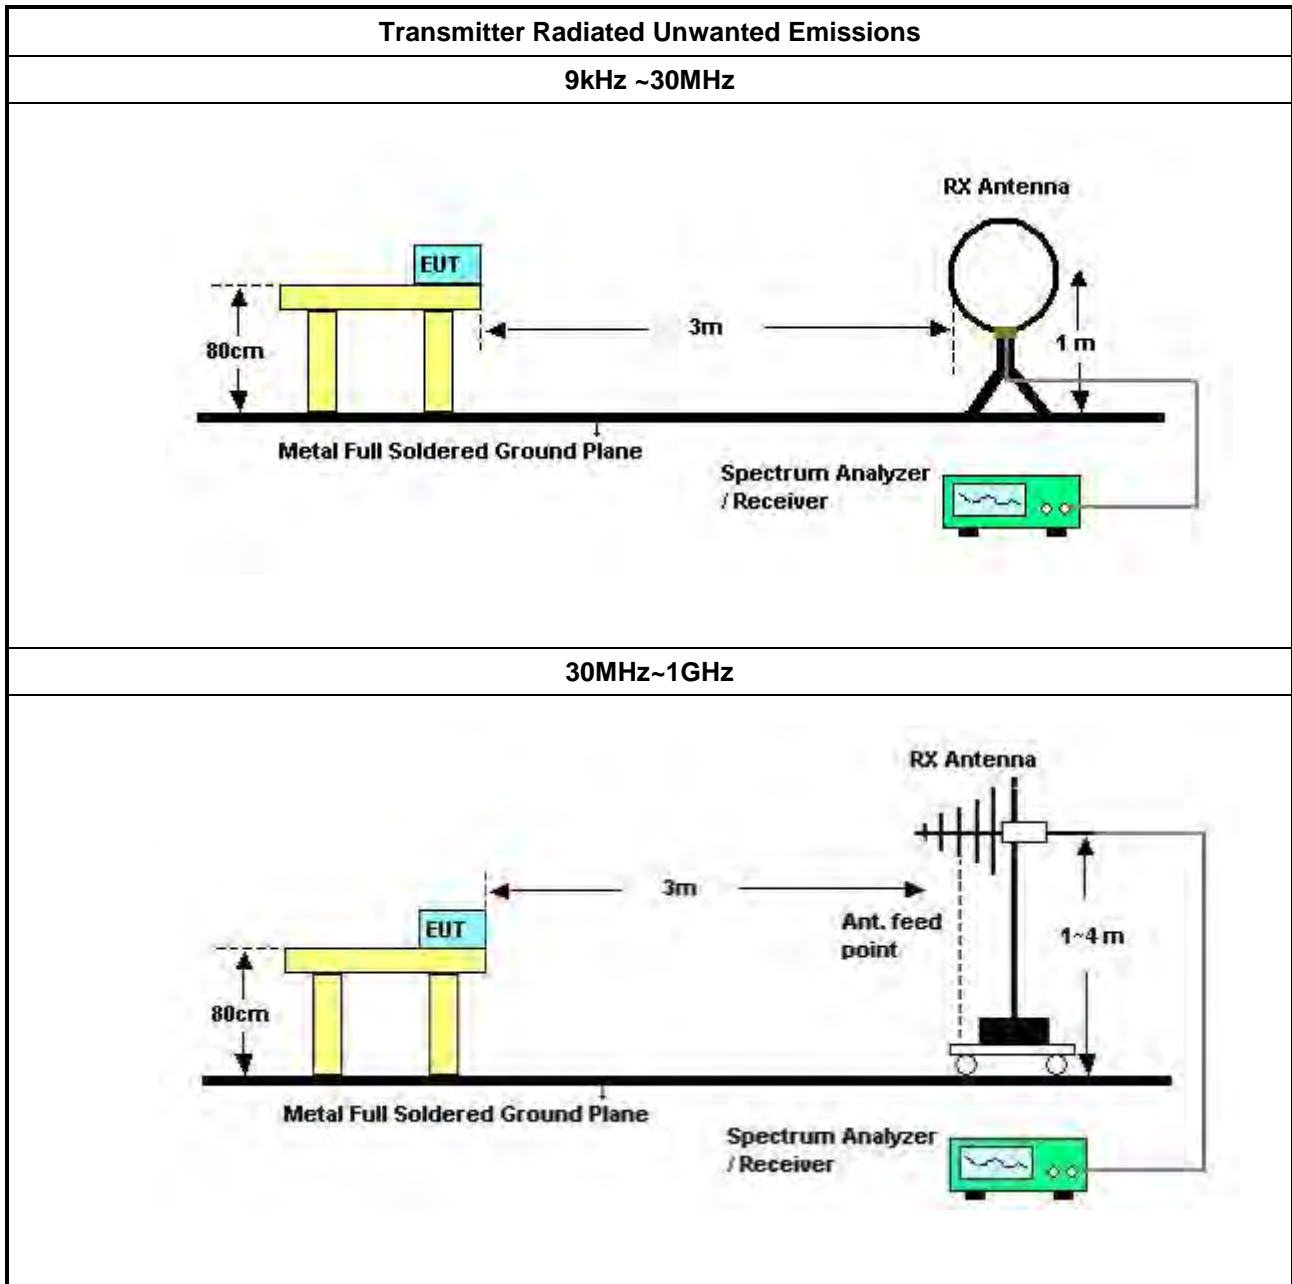 Transmitter Radiated Unwanted Emissions
9kHz ~30MHz
RX Antenna
EUT
3m
80cm
1 m
Metal Full Soldered Ground Plane
Spectrum Analyzer
/ Receiver
30MHz~1GHz
RX Antenna
3m
EUT
Ant. feed
point
1~4 m
80cm
Metal Full Soldered Ground Plane
Spectrum Analyzer
/ Receiver